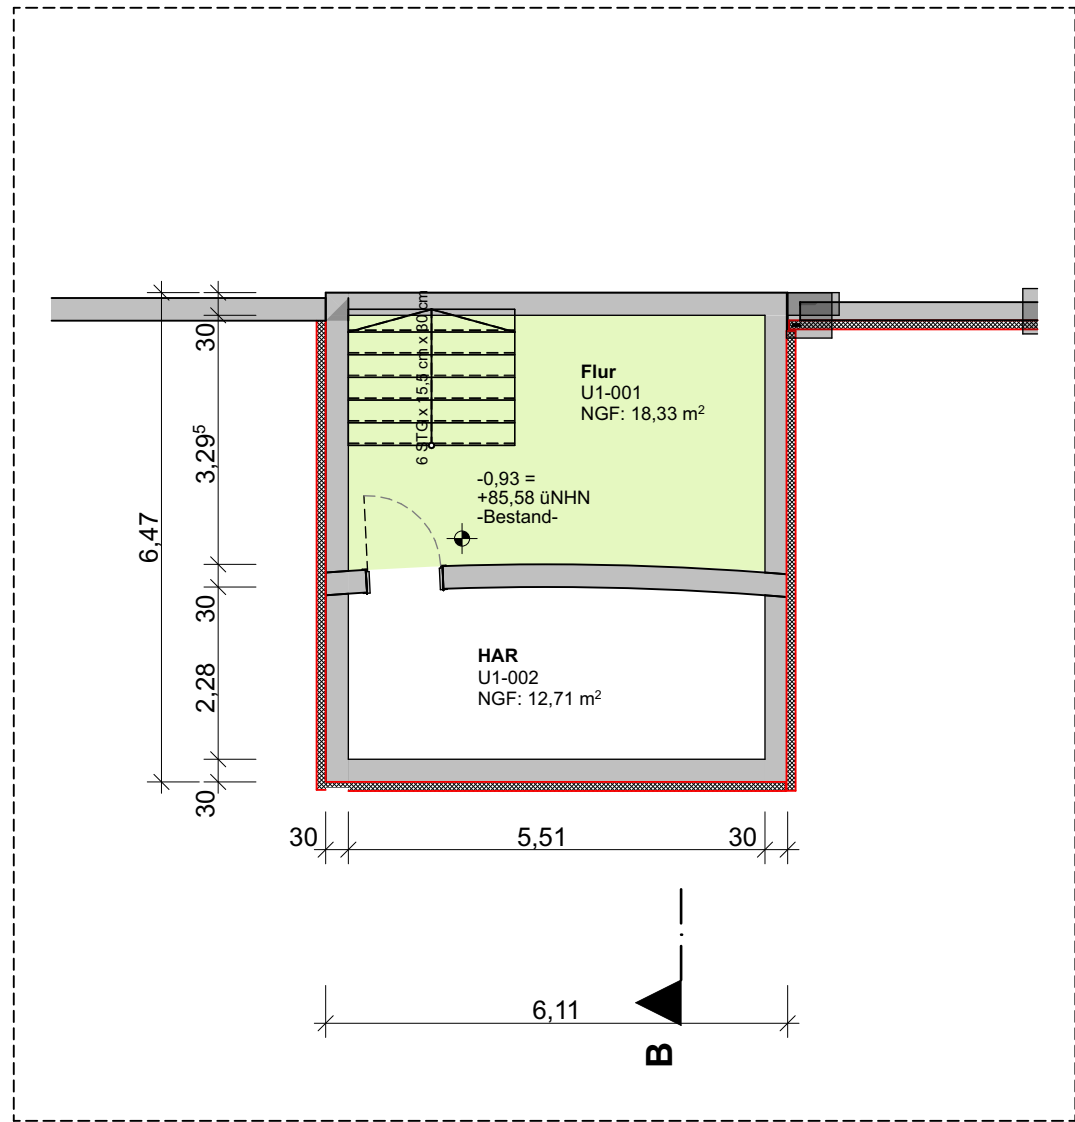 6 STG x 15,5 cm x 30 cm
Flur
U1-001
NGF: 18,33 m²
-0,93 =
+85,58 üNHN
-Bestand-
HAR
U1-002
NGF: 12,71 m²
30
3,29⁵
6,47
30
2,28
30
30
5,51
30
6,11
B